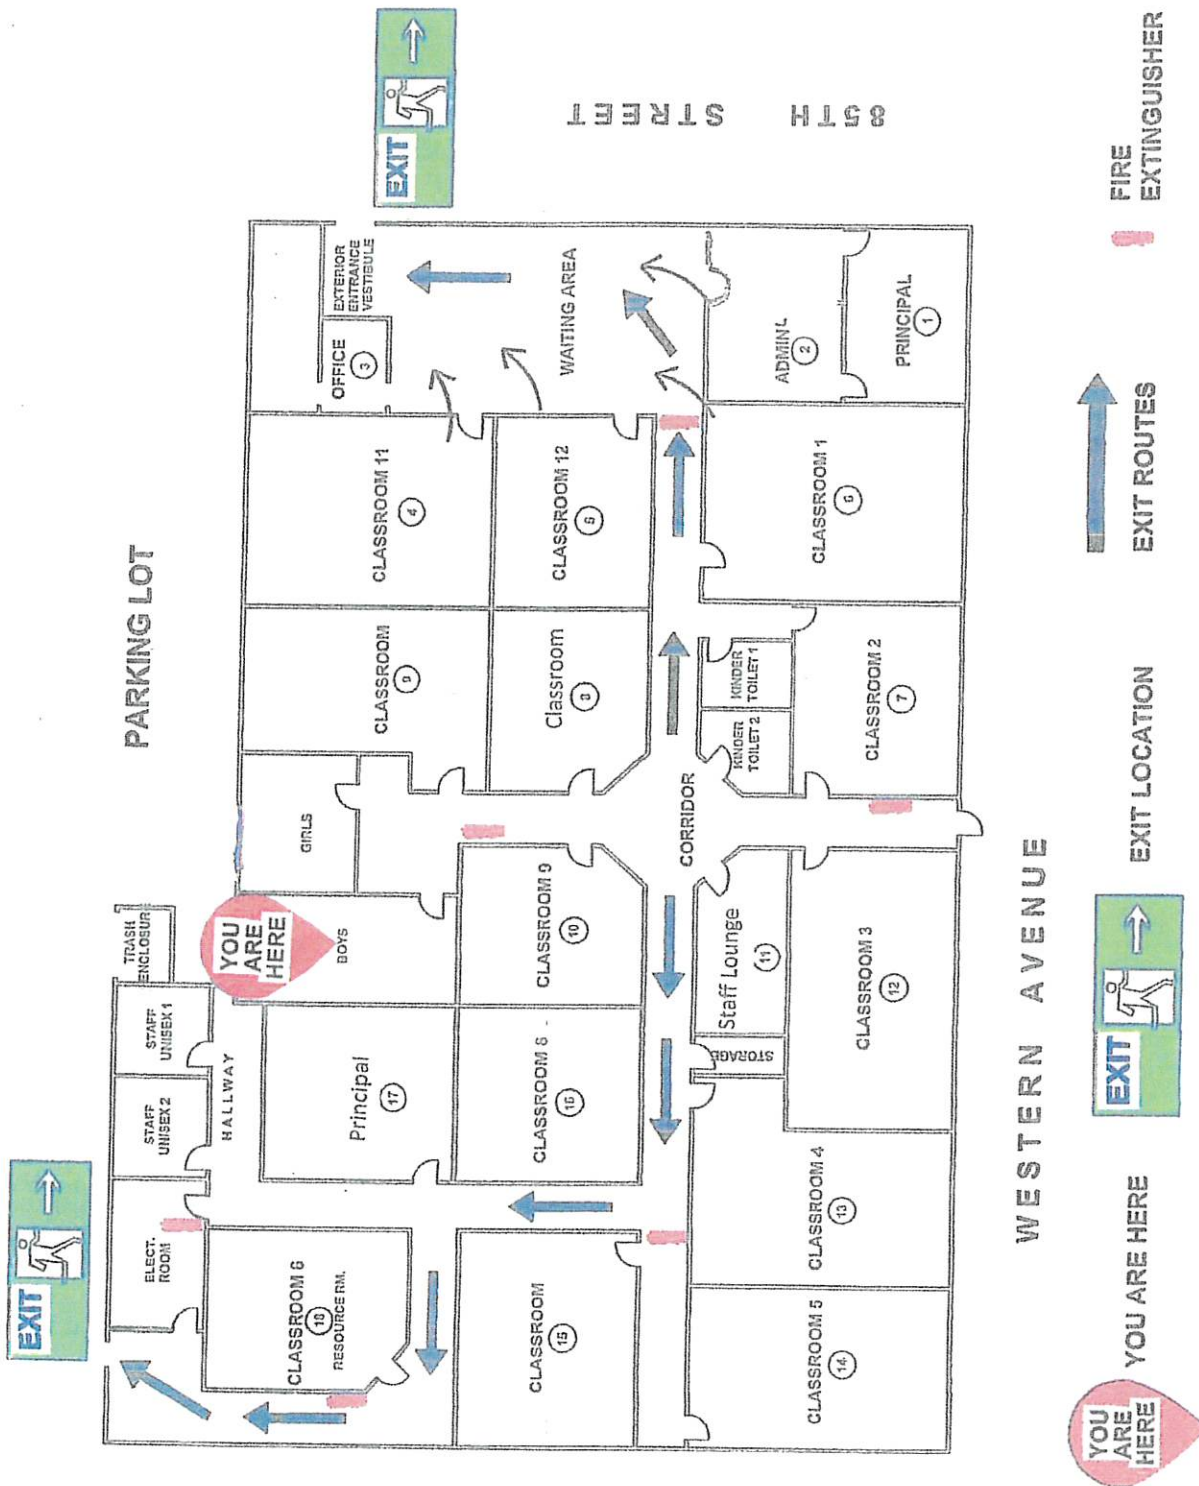 EXIT
PARKING LOT
TRASH
ENCLOSUR
STAFF
UNISEX 2
STAFF
UNISEX 1
ELECT.
ROOM
HALLWAY
YOU
ARE
HERE
GIRLS
BOYS
CLASSROOM 6
18
RESOURCE RM.
Principal
17
CLASSROOM
9
CLASSROOM 11
4
OFFICE
3
EXTERIOR
ENTRANCE
VESTIBULE
EXIT
CLASSROOM
15
CLASSROOM
16
CLASSROOM 9
10
Classroom
8
CLASSROOM 12
5
WAITING AREA
85TH STREET
CORRIDOR
STORAGE
Staff Lounge
11
KINDER
TOILET 2
KINDER
TOILET 1
ADMIN
2
CLASSROOM 5
14
CLASSROOM 4
13
CLASSROOM 3
12
CLASSROOM 2
7
CLASSROOM 1
6
PRINCIPAL
1
WESTERN AVENUE
YOU
ARE
HERE
YOU ARE HERE
EXIT
EXIT LOCATION
EXIT ROUTES
FIRE
EXTINGUISHER